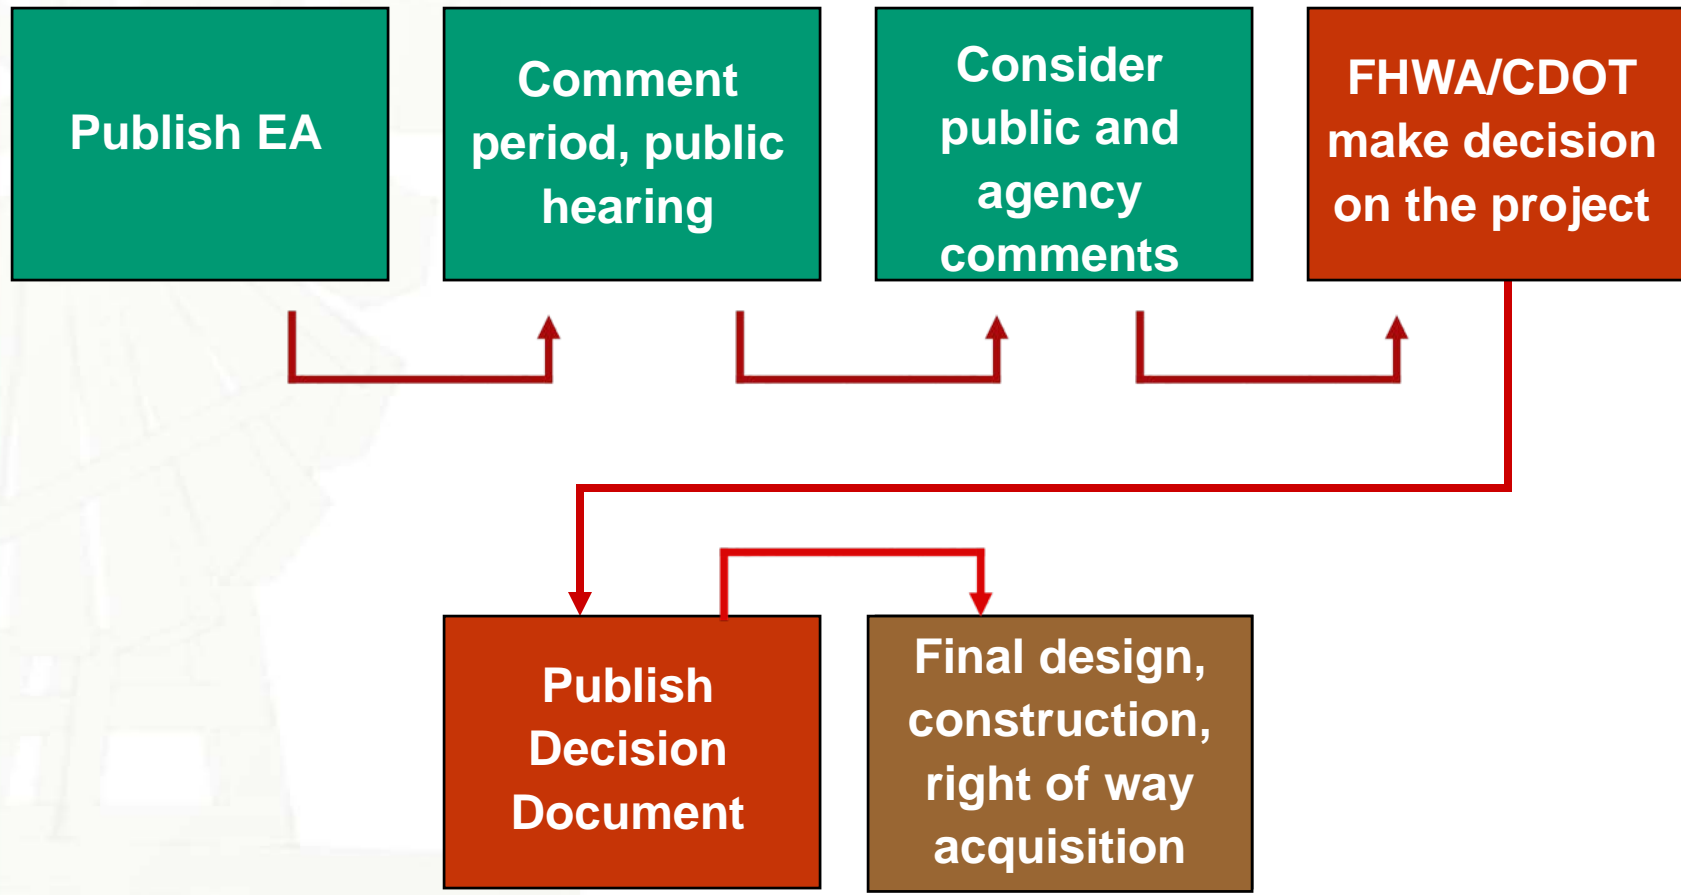 Publish EA
Comment
period, public
hearing
Consider
public and
agency
comments
FHWA/CDOT
make decision
on the project
Publish
Decision
Document
Final design,
construction,
right of way
acquisition